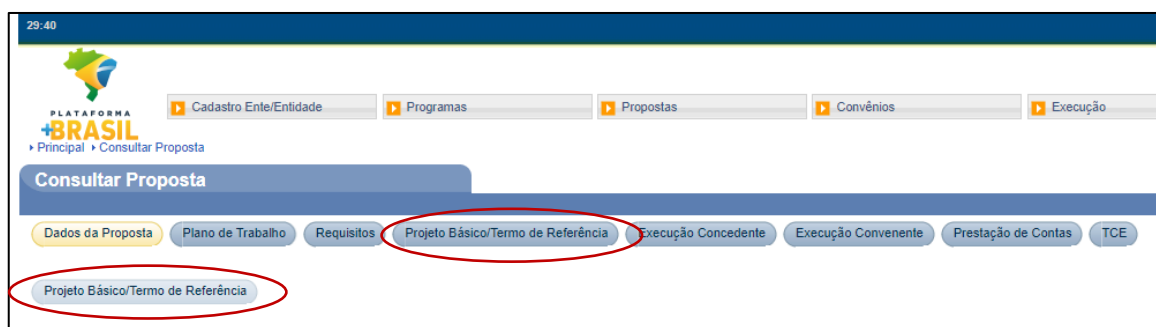 29:40
PLATAFORMA
+BRASIL
Cadastro Ente/Entidade Programas Propostas Convênios Execução
Principal Consultar Proposta
Consultar Proposta
Dados da Proposta Plano de Trabalho Requisitos Projeto Básico/Termo de Referência Execução Concedente Execução Convenente Prestação de Contas TCE
Projeto Básico/Termo de Referência